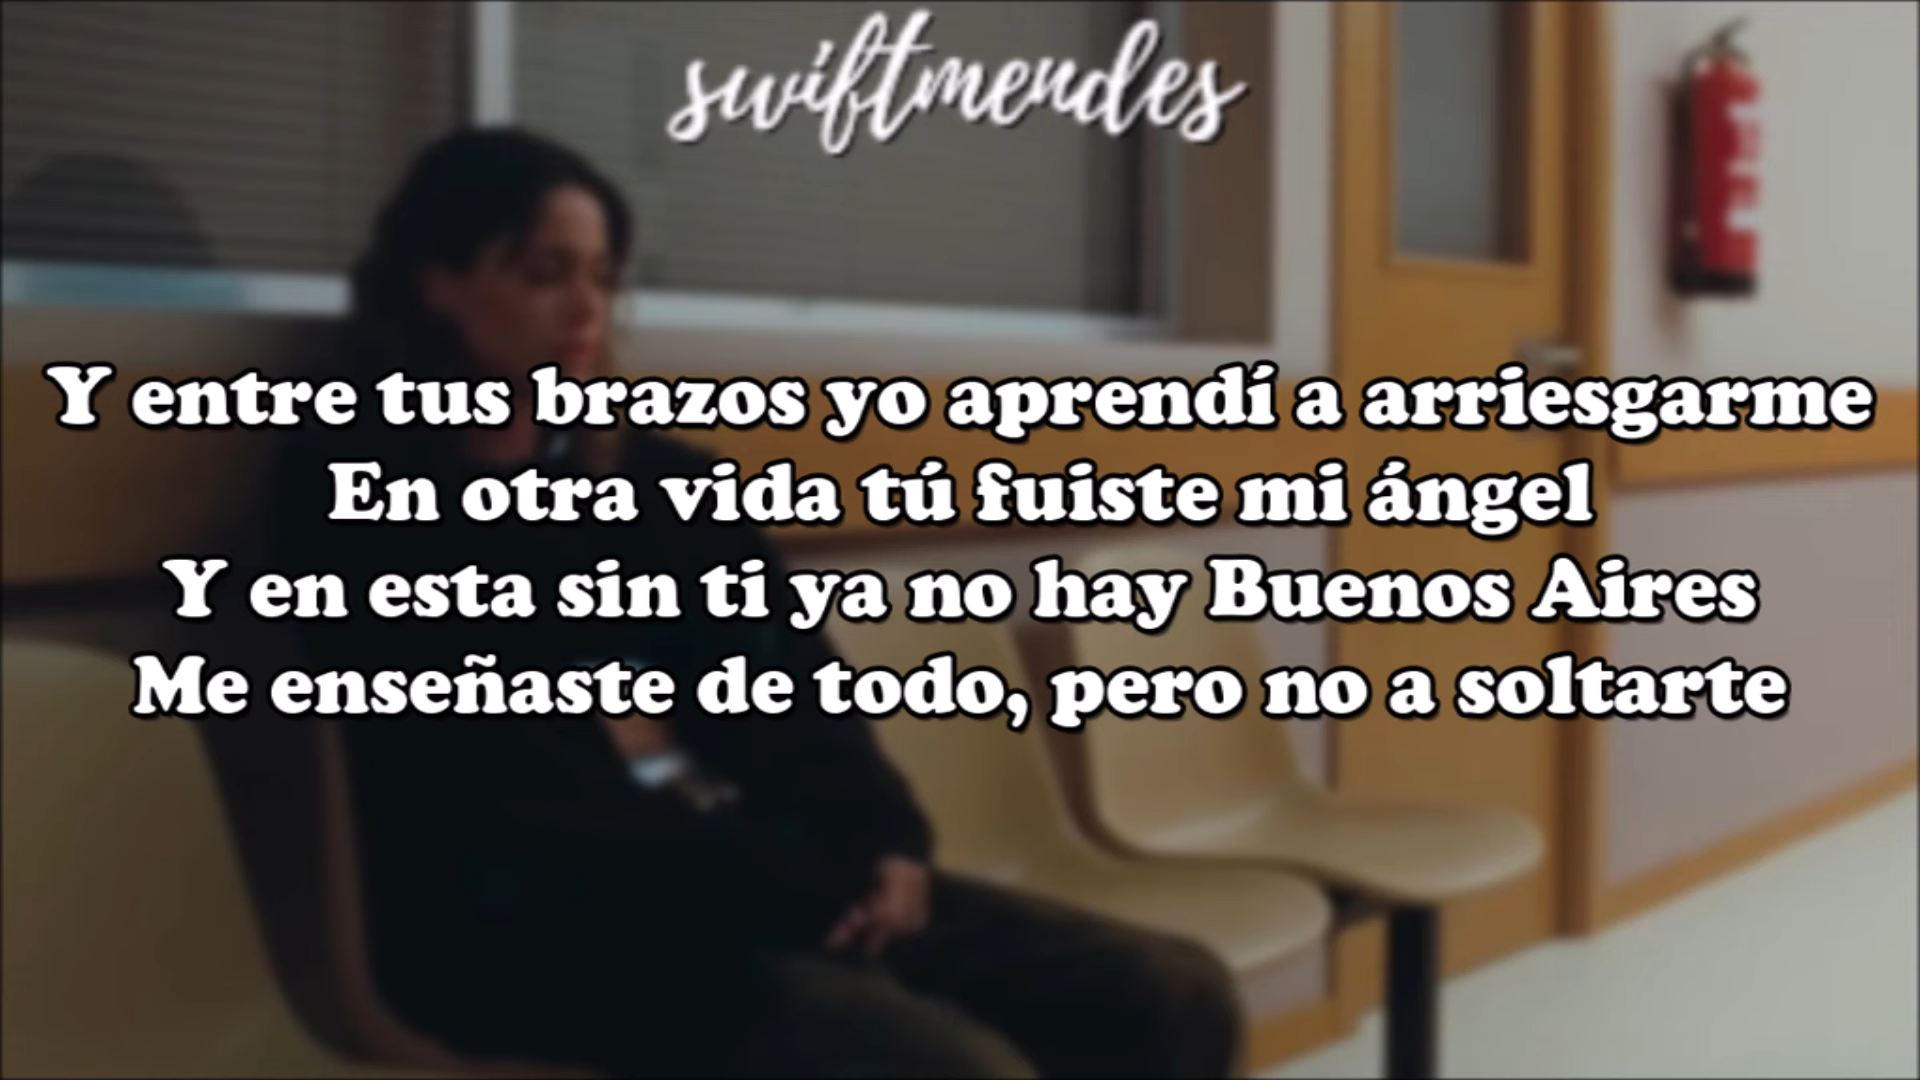 swiftmendes
Y entre tus brazos yo aprendí a arriesgarme
En otra vida tú fuiste mi ángel
Y en esta sin ti ya no hay Buenos Aires
Me enseñaste de todo, pero no a soltarte